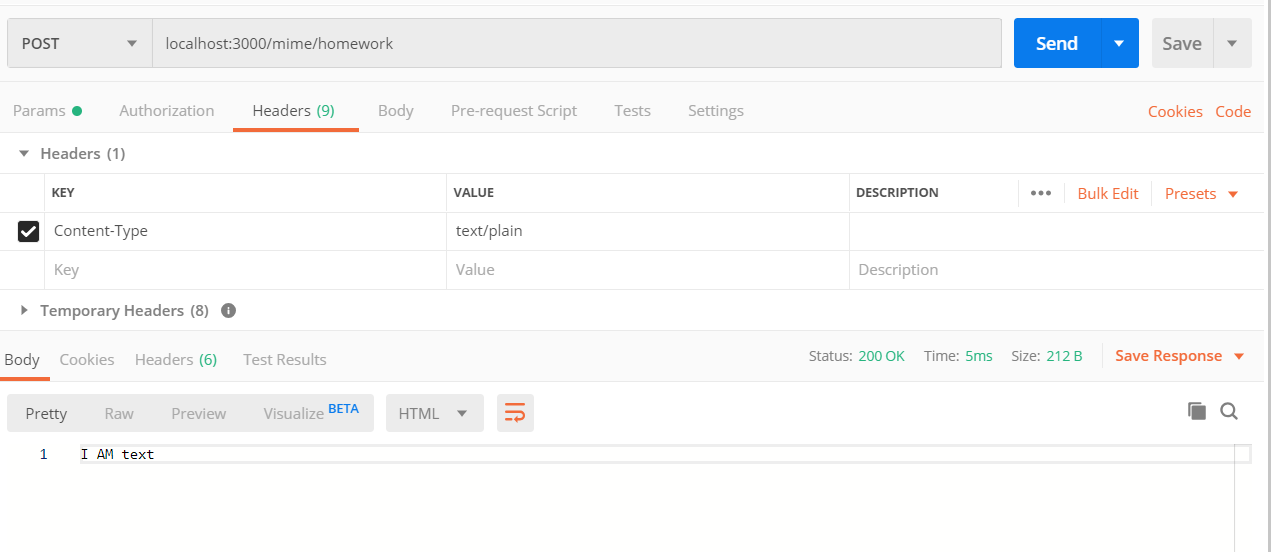 POST localhost:3000/mime/homework Send Save
Params Authorization Headers (9) Body Pre-request Script Tests Settings Cookies Code
Headers (1)
KEY VALUE DESCRIPTION ••• Bulk Edit Presets
Content-Type text/plain
Key Value Description
Temporary Headers (8) i
Body Cookies Headers (6) Test Results Status: 200 OK Time: 5ms Size: 212 B Save Response
Pretty Raw Preview Visualize BETA HTML
1 I AM text